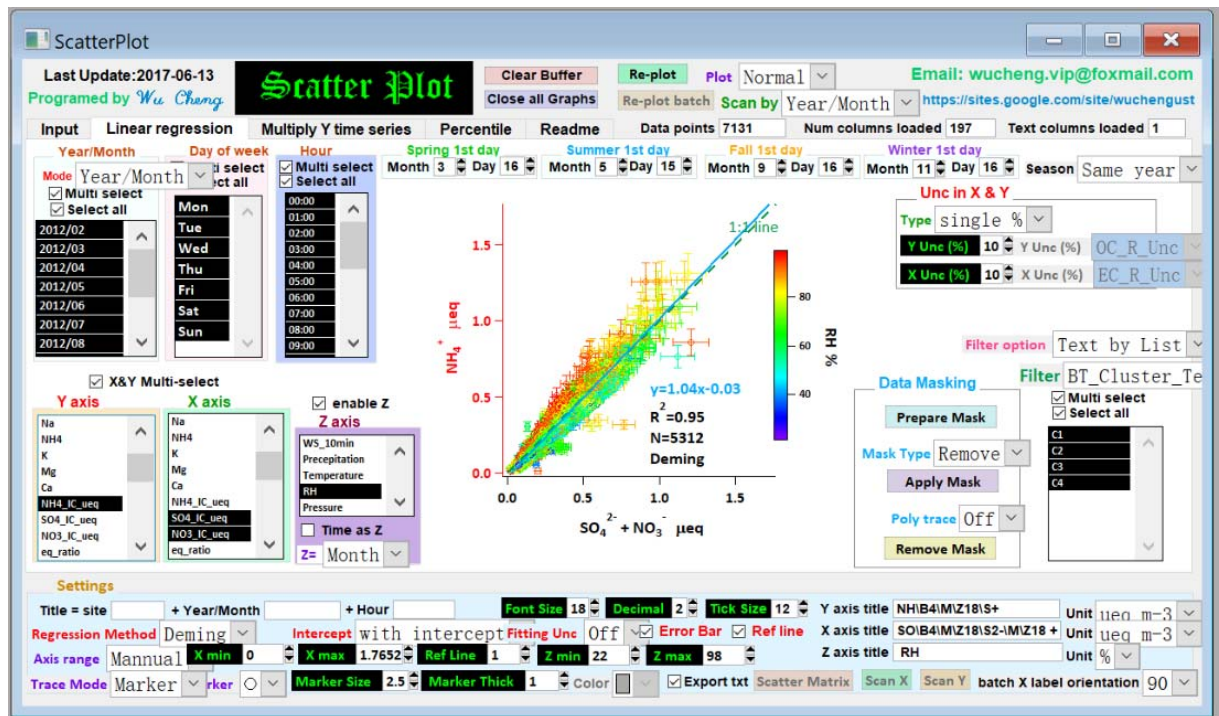 ScatterPlot
Last Update:2017-06-13
Programed by Wu Cheng
Scatter Plot
Clear Buffer
Close all Graphs
Re-plot
Plot Normal
Re-plot batch
Scan by Year/Month
Email: wucheng.vip@foxmail.com
https://sites.google.com/site/wuchengust
Input Linear regression Multiply Y time series Percentile Readme Data points 7131 Num columns loaded 197 Text columns loaded 1
Year/Month
Mode Year/Month
Multi select
Select all
2012/02
2012/03
2012/04
2012/05
2012/06
2012/07
2012/08
Day of week
ti select
ct all
Mon
Tue
Wed
Thu
Fri
Sat
Sun
Hour
Multi select
Select all
00:00
01:00
02:00
03:00
04:00
05:00
06:00
07:00
08:00
09:00
Spring 1st day
Month 3 Day 16
Summer 1st day
Month 5 Day 15
Fall 1st day
Month 9 Day 16
Winter 1st day
Month 11 Day 16
Season Same year
Unc in X & Y
Type single %
Y Unc (%) 10 Y Unc (%) OC_R_Unc
X Unc (%) 10 X Unc (%) EC_R_Unc
X&Y Multi-select
Y axis
Na
NH4
K
Mg
Ca
NH4_IC_ueq
SO4_IC_ueq
NO3_IC_ueq
eq_ratio
X axis
Na
NH4
K
Mg
Ca
NH4_IC_ueq
SO4_IC_ueq
NO3_IC_ueq
eq_ratio
enable Z
Z axis
WS_10min
Precepitation
Temperature
RH
Pressure
Time as Z
Z= Month
1:1 line
1.5
1.0
0.5
0.0
NH4+ μeq
0.0 0.5 1.0 1.5
SO4 2- + NO3 - μeq
y=1.04x-0.03
R2=0.95
N=5312
Deming
80
60
40
RH %
Filter option Text by List
Filter BT_Cluster_Te
Multi select
Select all
C1
C2
C3
C4
Data Masking
Prepare Mask
Mask Type Remove
Apply Mask
Poly trace Off
Remove Mask
Settings
Title = site + Year/Month + Hour Font Size 18 Decimal 2 Tick Size 12 Y axis title NH\B4\M\Z18\S+ Unit ueq m-3
Regression Method Deming Intercept with intercept Fitting Unc Off Error Bar Ref line X axis title SO\B4\M\Z18\S2-\M\Z18 + Unit ueq m-3
Axis range Mannual X min 0 X max 1.7652 Ref Line 1 Z min 22 Z max 98 Z axis title RH Unit %
Trace Mode Marker rker Marker Size 2.5 Marker Thick 1 Color Export txt Scatter Matrix Scan X Scan Y batch X label orientation 90